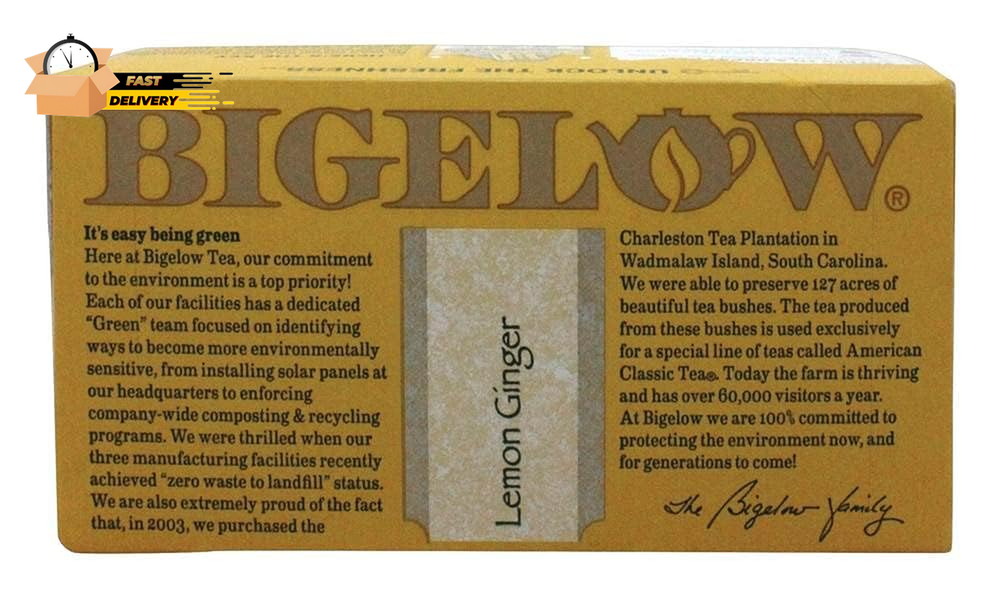 FAST
DELIVERY
UNLOCK THE FRESHNESS
BIGELOW®
It's easy being green
Here at Bigelow Tea, our commitment
to the environment is a top priority!
Each of our facilities has a dedicated
“Green” team focused on identifying
ways to become more environmentally
sensitive, from installing solar panels at
our headquarters to enforcing
company-wide composting & recycling
programs. We were thrilled when our
three manufacturing facilities recently
achieved “zero waste to landfill” status.
We are also extremely proud of the fact
that, in 2003, we purchased the
Lemon Ginger
Charleston Tea Plantation in
Wadmalaw Island, South Carolina.
We were able to preserve 127 acres of
beautiful tea bushes. The tea produced
from these bushes is used exclusively
for a special line of teas called American
Classic Tea®. Today the farm is thriving
and has over 60,000 visitors a year.
At Bigelow we are 100% committed to
protecting the environment now, and
for generations to come!
The Bigelow family